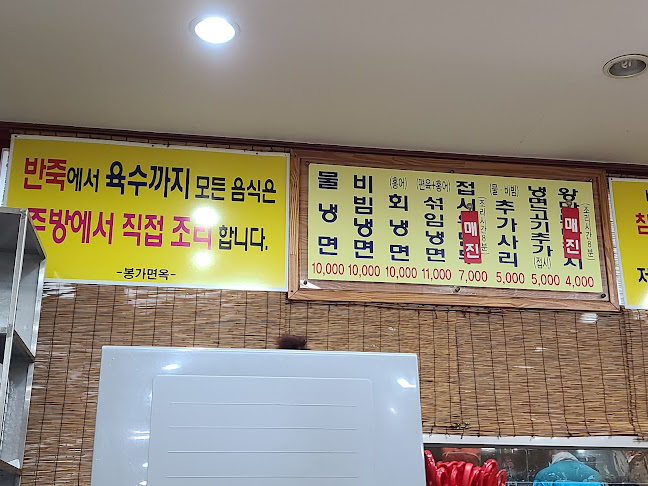 반죽에서 육수까지 모든 음식은
주방에서 직접 조리 합니다.
-봉가면옥-
물냉면 10,000
비빔냉면 10,000
(홍어) 회냉면 10,000
(편육+홍어) 섞임냉면 11,000
접시 매진 7,000
(물, 비빔) 추가사리 5,000
냉면고기추가 (접시) 5,000
왕 매진 4,000